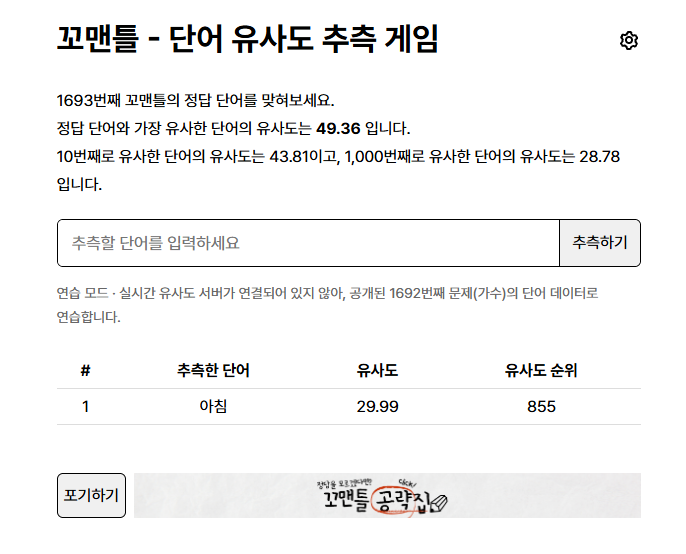 꼬맨틀 - 단어 유사도 추측 게임
1693번째 꼬맨틀의 정답 단어를 맞혀보세요.
정답 단어와 가장 유사한 단어의 유사도는 49.36 입니다.
10번째로 유사한 단어의 유사도는 43.81이고, 1,000번째로 유사한 단어의 유사도는 28.78
입니다.
추측할 단어를 입력하세요 추측하기
연습 모드 · 실시간 유사도 서버가 연결되어 있지 않아, 공개된 1692번째 문제(가수)의 단어 데이터로
연습합니다.
# 추측한 단어 유사도 유사도 순위
1 아침 29.99 855
정답을 모르겠다면? click!
포기하기 꼬맨틀 공략집